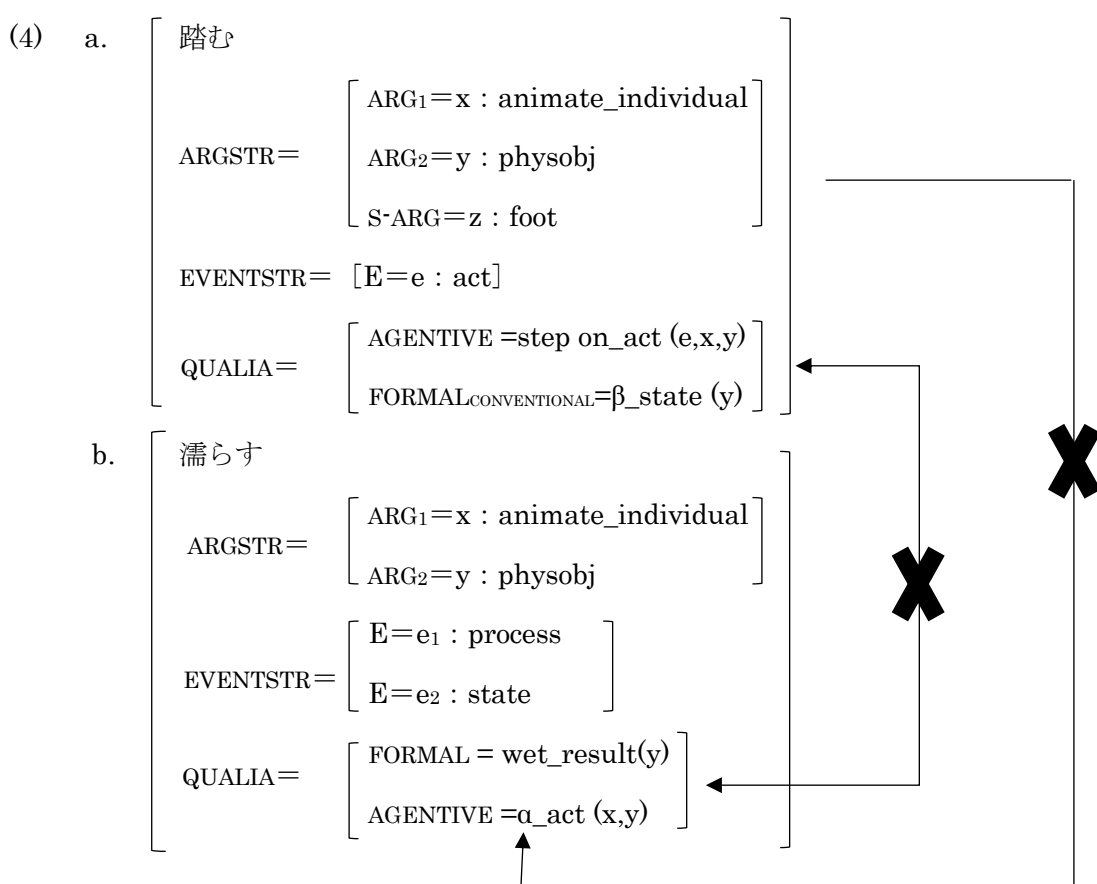 (4) a. 踏む
ARG1＝x : animate_individual
ARGSTR＝ ARG2＝y : physobj
S-ARG＝z : foot
EVENTSTR＝ ［E＝e : act］
AGENTIVE =step on_act (e,x,y)
QUALIA＝
FORMALCONVENTIONAL=β_state (y)
b. 濡らす
ARG1＝x : animate_individual
ARGSTR＝
ARG2＝y : physobj
E＝e1 : process
EVENTSTR＝
E＝e2 : state
FORMAL = wet_result(y)
QUALIA＝
AGENTIVE =α_act (x,y)